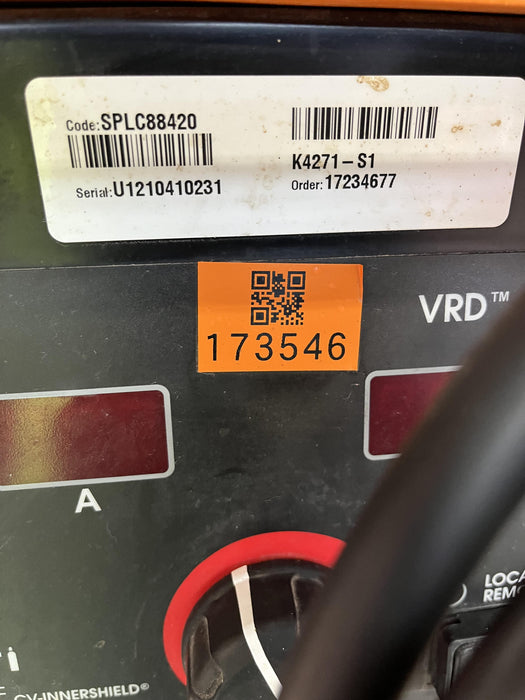 Code:SPLC88420
K4271-S1
Serial:U1210410231
Order:17234677
VRD™
173546
A
CV-INNERSHIELD®